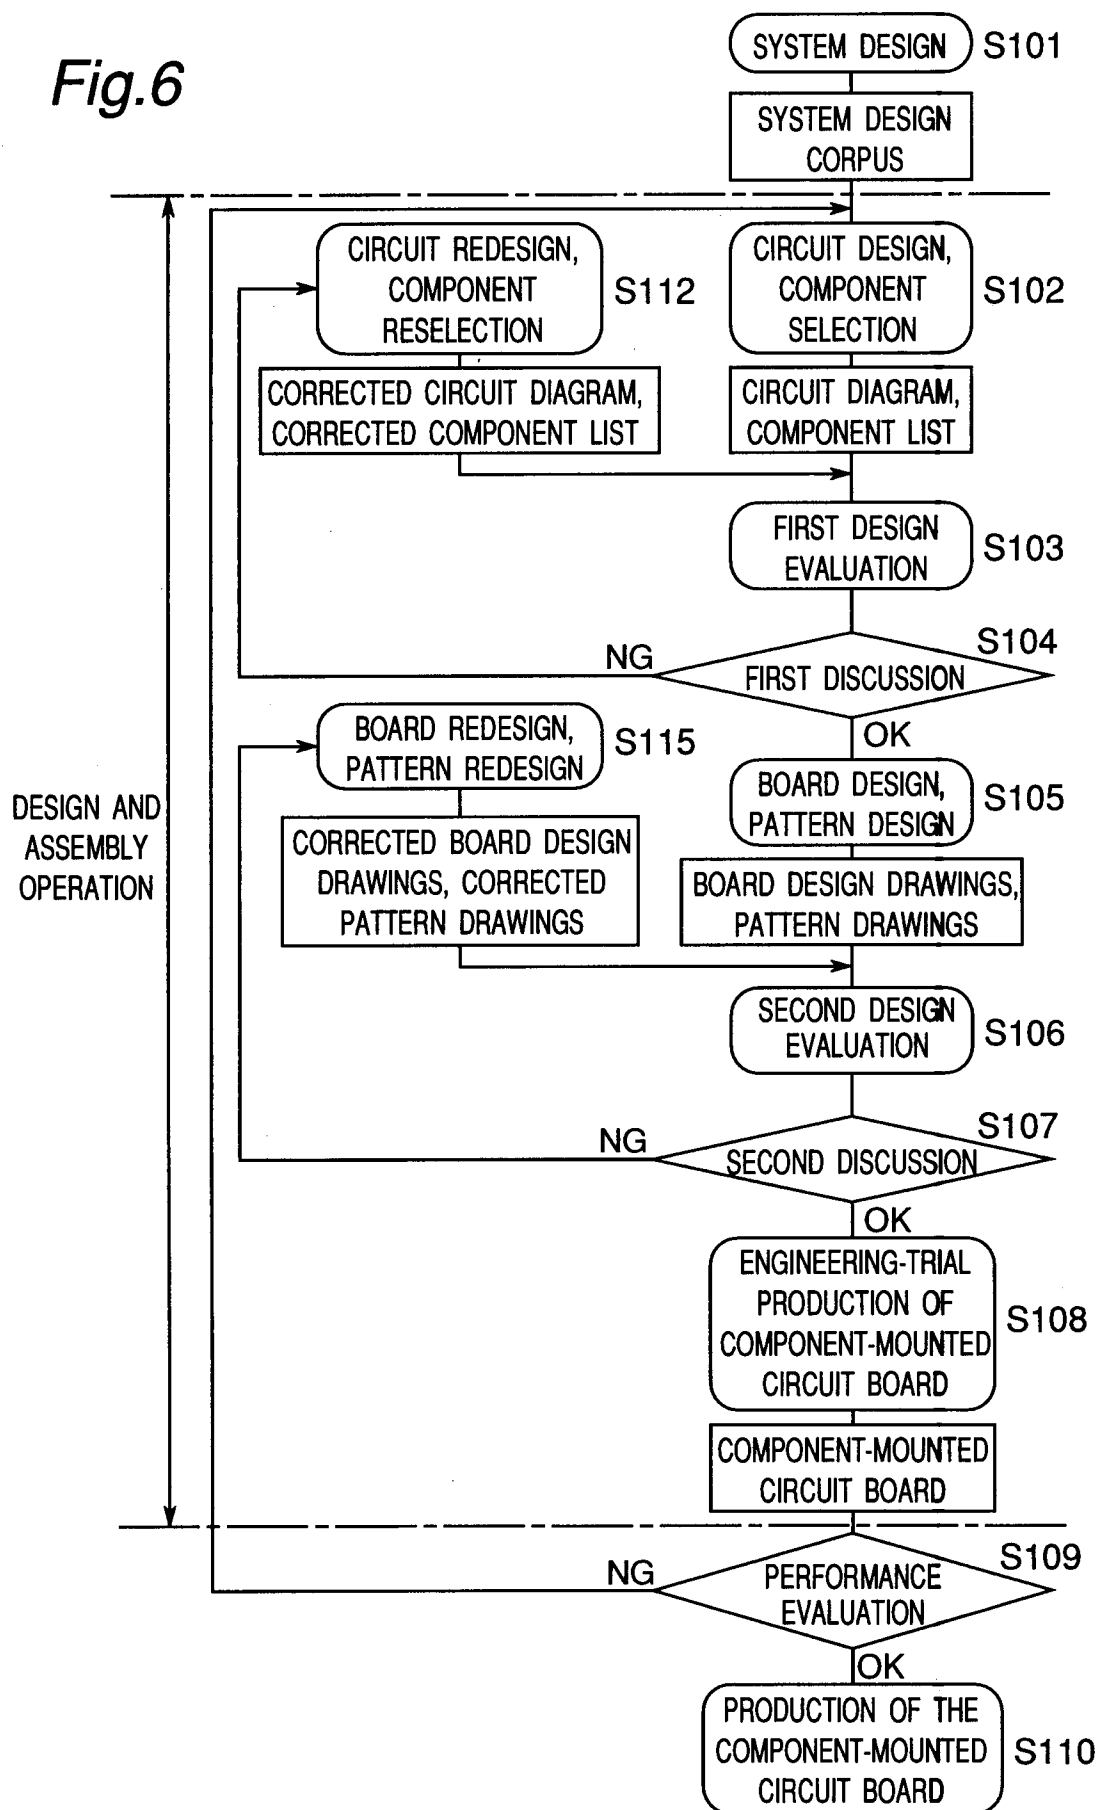 Fig.6
SYSTEM DESIGN
S101
SYSTEM DESIGN
CORPUS
CIRCUIT REDESIGN,
COMPONENT
RESELECTION
S112
CIRCUIT DESIGN,
COMPONENT
SELECTION
S102
CORRECTED CIRCUIT DIAGRAM,
CORRECTED COMPONENT LIST
CIRCUIT DIAGRAM,
COMPONENT LIST
FIRST DESIGN
EVALUATION
S103
S104
NG
FIRST DISCUSSION
OK
BOARD REDESIGN,
PATTERN REDESIGN
S115
BOARD DESIGN,
PATTERN DESIGN
S105
DESIGN AND
ASSEMBLY
OPERATION
CORRECTED BOARD DESIGN
DRAWINGS, CORRECTED
PATTERN DRAWINGS
BOARD DESIGN DRAWINGS,
PATTERN DRAWINGS
SECOND DESIGN
EVALUATION
S106
S107
NG
SECOND DISCUSSION
OK
ENGINEERING-TRIAL
PRODUCTION OF
COMPONENT-MOUNTED
CIRCUIT BOARD
S108
COMPONENT-MOUNTED
CIRCUIT BOARD
S109
NG
PERFORMANCE
EVALUATION
OK
PRODUCTION OF THE
COMPONENT-MOUNTED
CIRCUIT BOARD
S110